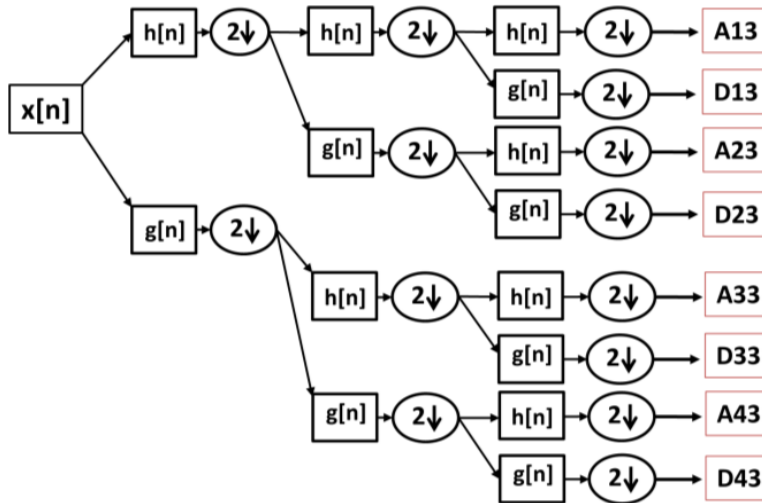 h[n] 2↓ h[n] 2↓ h[n] 2↓ A13
x[n] g[n] 2↓ D13
g[n] 2↓ h[n] 2↓ A23
g[n] 2↓ g[n] 2↓ D23
h[n] 2↓ h[n] 2↓ A33
g[n] 2↓ D33
g[n] 2↓ h[n] 2↓ A43
g[n] 2↓ D43